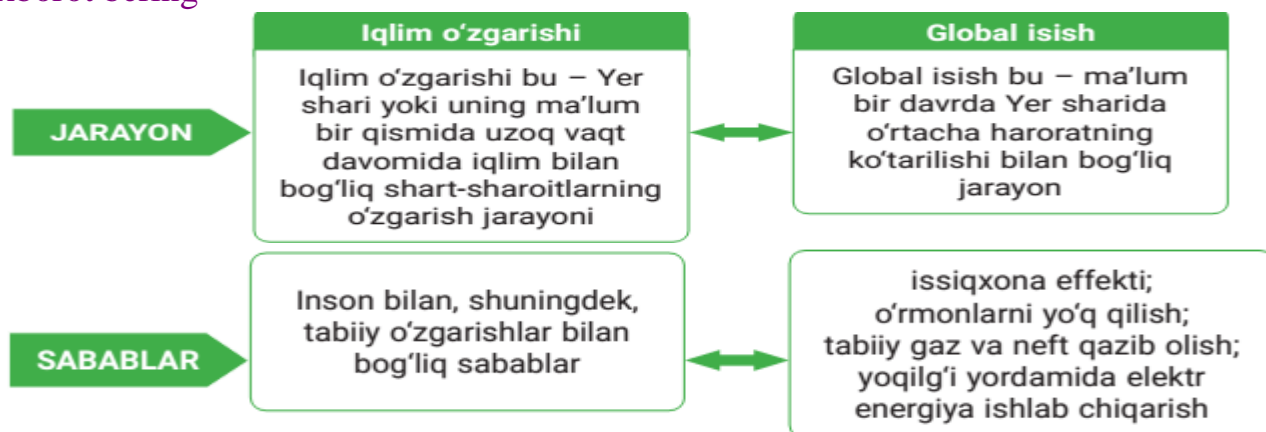 Iqlim o‘zgarishi
Global isish
JARAYON
Iqlim o‘zgarishi bu – Yer
shari yoki uning ma’lum
bir qismida uzoq vaqt
davomida iqlim bilan
bog‘liq shart-sharoitlarning
o‘zgarish jarayoni
Global isish bu – ma’lum
bir davrda Yer sharida
o‘rtacha haroratning
ko‘tarilishi bilan bog‘liq
jarayon
SABABLAR
Inson bilan, shuningdek,
tabiiy o‘zgarishlar bilan
bog‘liq sabablar
issiqxona effekti;
o‘rmonlarni yo‘q qilish;
tabiiy gaz va neft qazib olish;
yoqilg‘i yordamida elektr
energiya ishlab chiqarish